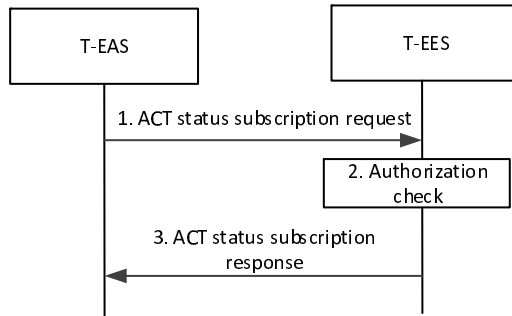 T-EAS
T-EES
1. ACT status subscription request
2. Authorization
check
3. ACT status subscription
response